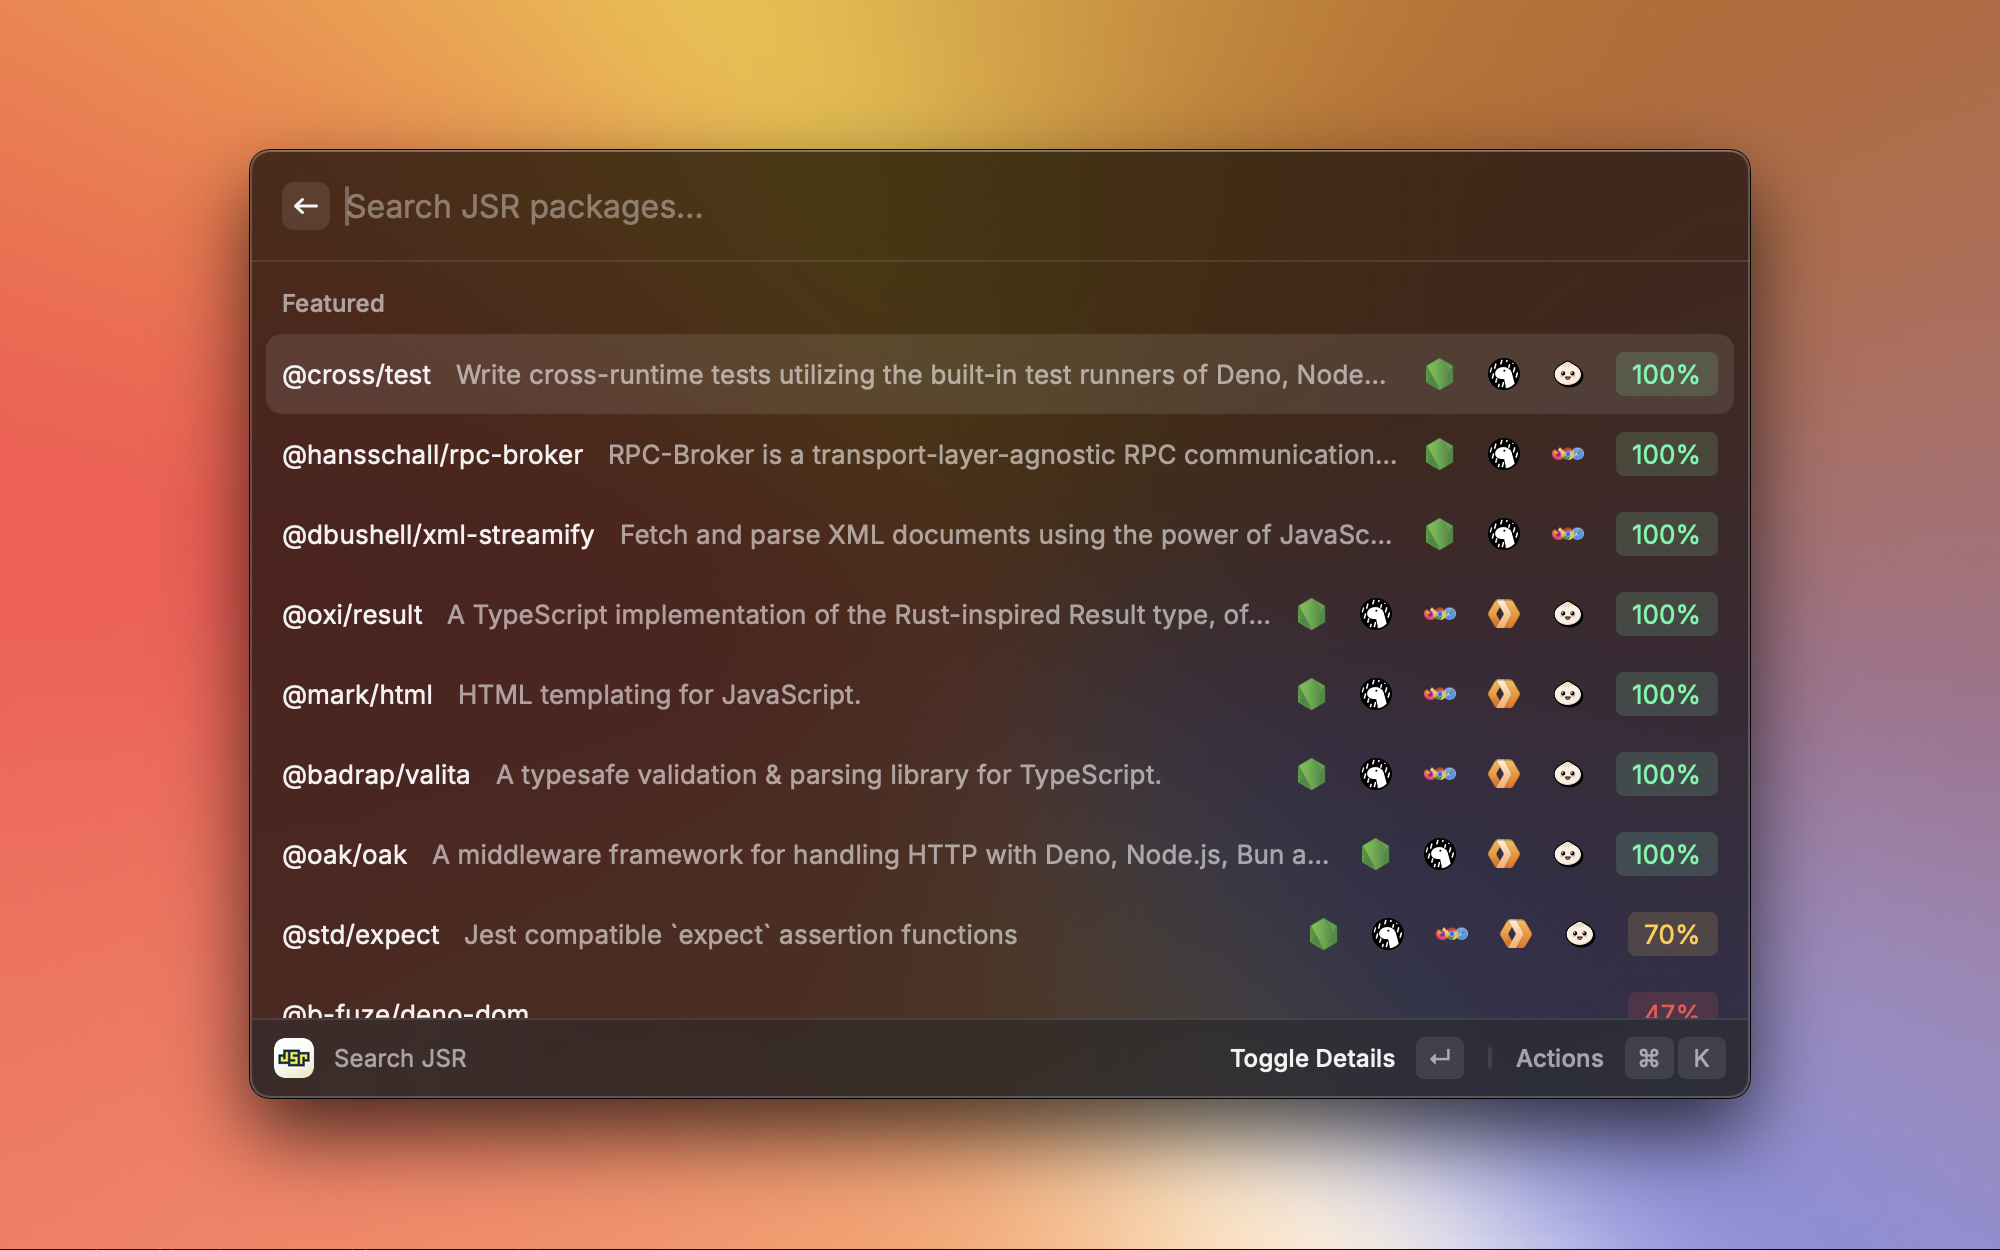 Search JSR packages...
Featured
@cross/test Write cross-runtime tests utilizing the built-in test runners of Deno, Node... 100%
@hansschall/rpc-broker RPC-Broker is a transport-layer-agnostic RPC communication... 100%
@dbushell/xml-streamify Fetch and parse XML documents using the power of JavaSc... 100%
@oxi/result A TypeScript implementation of the Rust-inspired Result type, of... 100%
@mark/html HTML templating for JavaScript. 100%
@badrap/valita A typesafe validation & parsing library for TypeScript. 100%
@oak/oak A middleware framework for handling HTTP with Deno, Node.js, Bun a... 100%
@std/expect Jest compatible `expect` assertion functions 70%
@b-fuze/deno-dom 47%
JSR Search JSR Toggle Details ↵ Actions ⌘ K